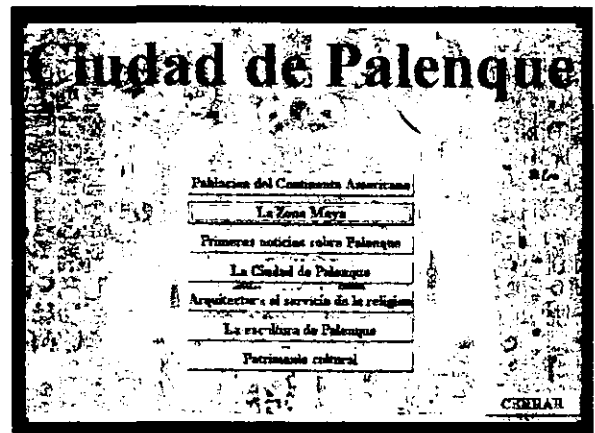 Ciudad de Palenque
Poblacion del Continente Americano
La Zona Maya
Primeras noticias sobre Palenque
La Ciudad de Palenque
Arquitectura al servicio de la religion
La escultura de Palenque
Patrimonio cultural
CERRAR